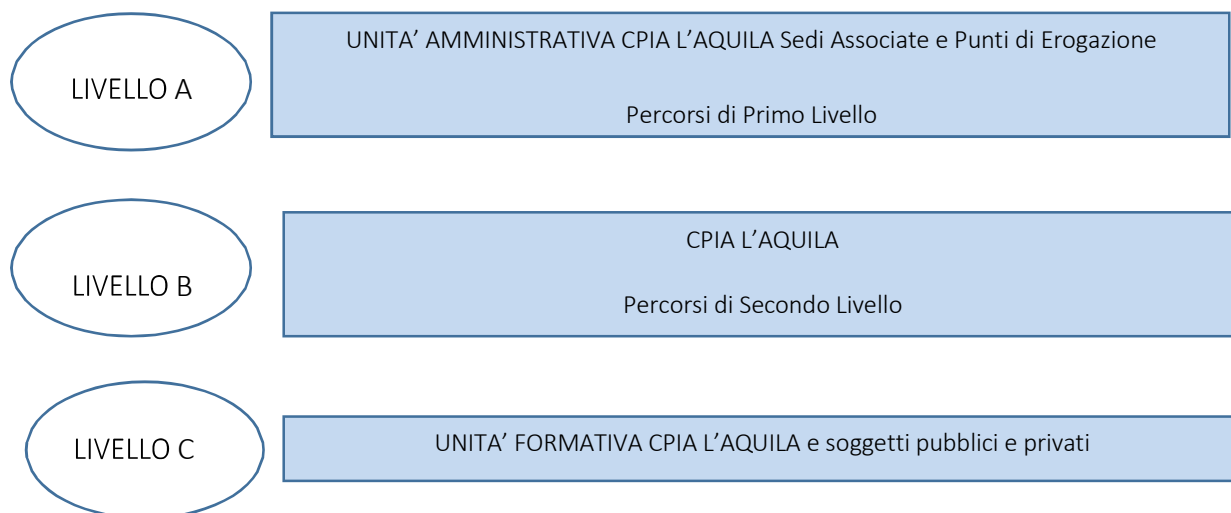 LIVELLO A
UNITA’ AMMINISTRATIVA CPIA L’AQUILA Sedi Associate e Punti di Erogazione
Percorsi di Primo Livello
LIVELLO B
CPIA L’AQUILA
Percorsi di Secondo Livello
LIVELLO C
UNITA’ FORMATIVA CPIA L’AQUILA e soggetti pubblici e privati